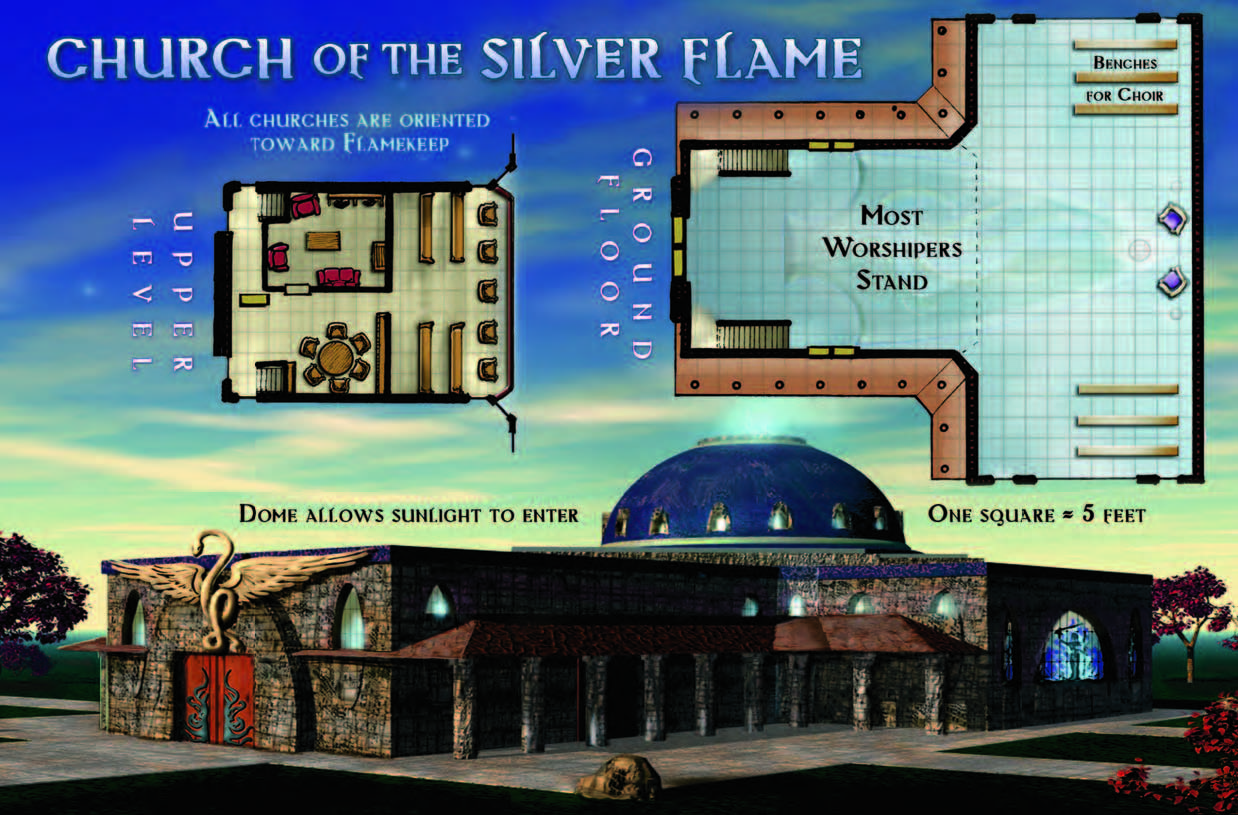 CHURCH OF THE SILVER FLAME
ALL CHURCHES ARE ORIENTED
TOWARD FLAMEKEEP
UPPER
LEVEL
GROUND
FLOOR
BENCHES
FOR CHOIR
MOST
WORSHIPERS
STAND
DOME ALLOWS SUNLIGHT TO ENTER
ONE SQUARE = 5 FEET